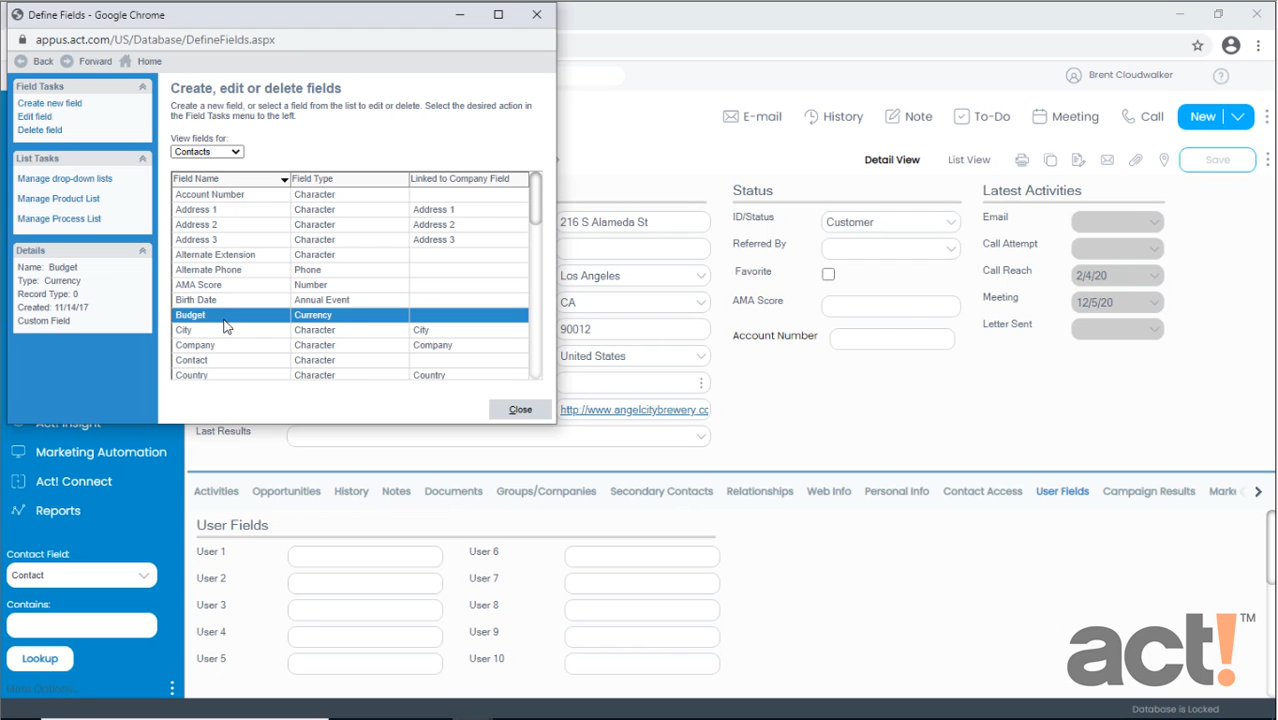 Define Fields - Google Chrome
appus.act.com/US/Database/DefineFields.aspx
Back Forward Home
Field Tasks
Create new field
Edit field
Delete field
List Tasks
Manage drop-down lists
Manage Product List
Manage Process List
Details
Name: Budget
Type: Currency
Record Type: 0
Created: 11/14/17
Custom Field
Create, edit or delete fields
Create a new field, or select a field from the list to edit or delete. Select the desired action in
the Field Tasks menu to the left.
View fields for:
Contacts
Field Name Field Type Linked to Company Field
Account Number Character
Address 1 Character Address 1
Address 2 Character Address 2
Address 3 Character Address 3
Alternate Extension Character
Alternate Phone Phone
AMA Score Number
Birth Date Annual Event
Budget Currency
City Character City
Company Character Company
Contact Character
Country Character Country
Close
Brent Cloudwalker
E-mail History Note To-Do Meeting Call New
Detail View List View Save
216 S Alameda St
Los Angeles
CA
90012
United States
http://www.angelcitybrewery.cc
Last Results
Status
ID/Status Customer
Referred By
Favorite
AMA Score
Account Number
Latest Activities
Email
Call Attempt
Call Reach 2/4/20
Meeting 12/5/20
Letter Sent
Act! Insight
Marketing Automation
Act! Connect
Reports
Contact Field:
Contact
Contains:
Lookup
More Options...
Activities Opportunities History Notes Documents Groups/Companies Secondary Contacts Relationships Web Info Personal Info Contact Access User Fields Campaign Results Marke
User Fields
User 1 User 6
User 2 User 7
User 3 User 8
User 4 User 9
User 5 User 10
act!™
Database is Locked